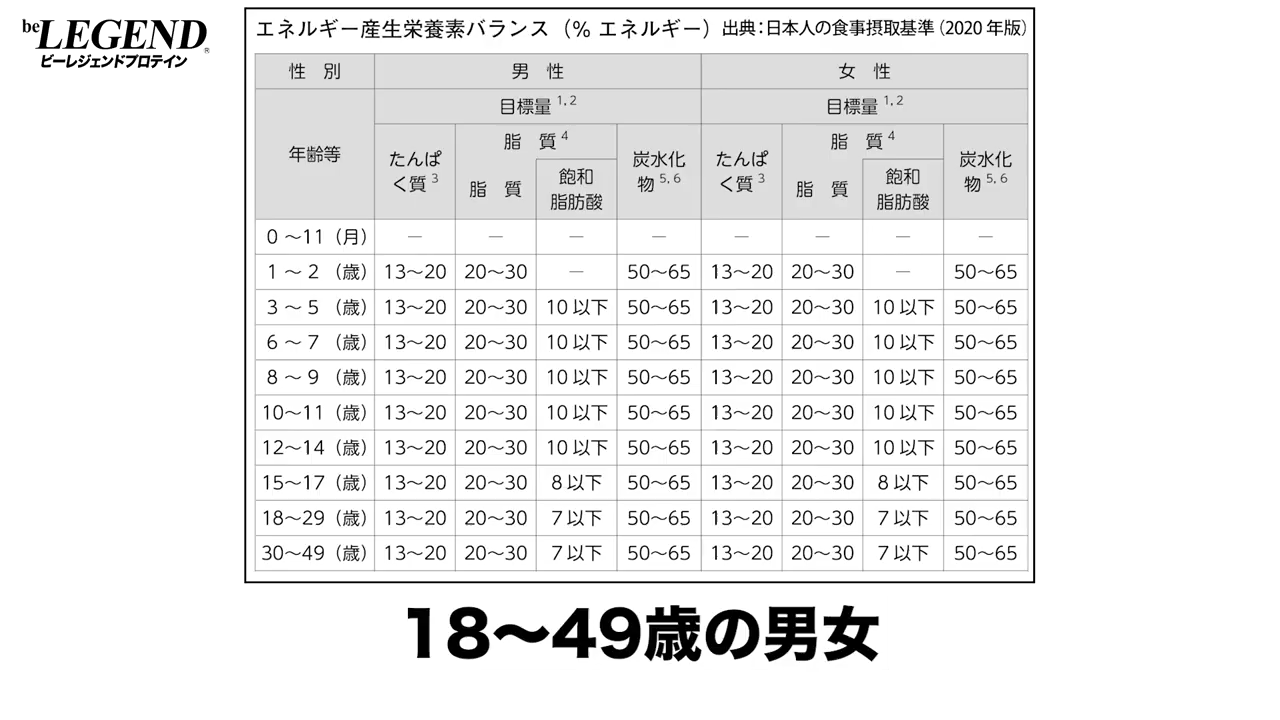 beLEGEND®
ビーレジェンドプロテイン
エネルギー産生栄養素バランス（% エネルギー）出典：日本人の食事摂取基準（2020 年版）
性 別 男 性 女 性
年齢等 目標量 1, 2 目標量 1, 2
たんぱく質 3 脂 質 4 炭水化物 5, 6 たんぱく質 3 脂 質 4 炭水化物 5, 6
脂 質 飽和脂肪酸 脂 質 飽和脂肪酸
0 ～11（月） － － － － － － － －
1 ～ 2 （歳） 13～20 20～30 － 50～65 13～20 20～30 － 50～65
3 ～ 5 （歳） 13～20 20～30 10 以下 50～65 13～20 20～30 10 以下 50～65
6 ～ 7 （歳） 13～20 20～30 10 以下 50～65 13～20 20～30 10 以下 50～65
8 ～ 9 （歳） 13～20 20～30 10 以下 50～65 13～20 20～30 10 以下 50～65
10～11（歳） 13～20 20～30 10 以下 50～65 13～20 20～30 10 以下 50～65
12～14（歳） 13～20 20～30 10 以下 50～65 13～20 20～30 10 以下 50～65
15～17（歳） 13～20 20～30 8 以下 50～65 13～20 20～30 8 以下 50～65
18～29（歳） 13～20 20～30 7 以下 50～65 13～20 20～30 7 以下 50～65
30～49（歳） 13～20 20～30 7 以下 50～65 13～20 20～30 7 以下 50～65
18～49歳の男女